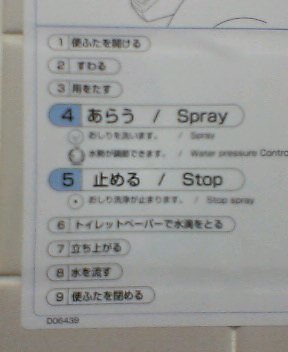 1 便ふたを開ける
2 すわる
3 用をたす
4 あらう / Spray
おしりを洗います。 / Spray
水勢が調節できます。 / Water pressure Contro
5 止める / Stop
おしり洗浄が止まります。 / Stop spray
6 トイレットペーパーで水滴をとる
7 立ち上がる
8 水を流す
9 便ふたを閉める
D06439